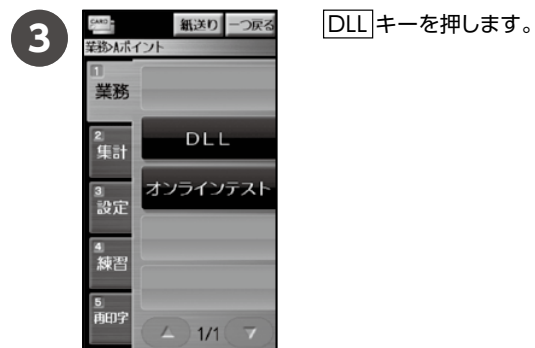 3
DLLキーを押します。
CARD
紙送り 一つ戻る
業務>Aポイント
1
業務
2
集計
DLL
3
設定
オンラインテスト
4
練習
5
再印字
1/1